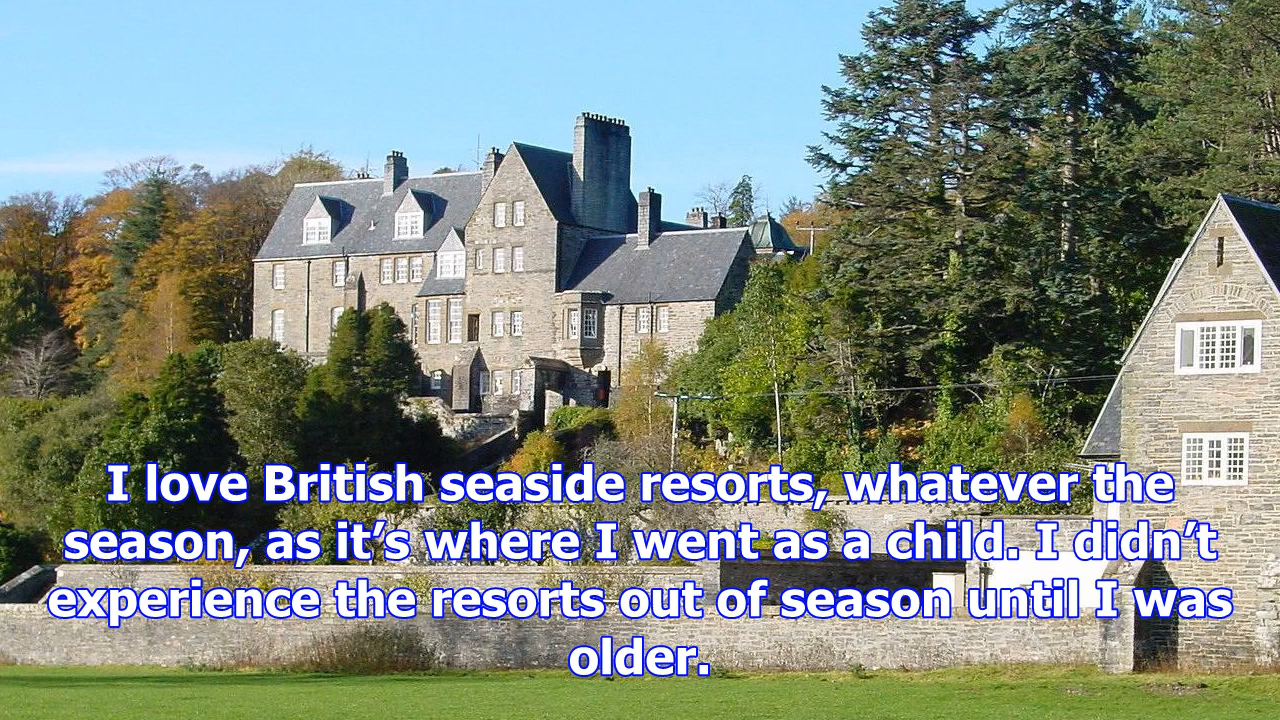 I love British seaside resorts, whatever the
season, as it’s where I went as a child. I didn’t
experience the resorts out of season until I was
older.